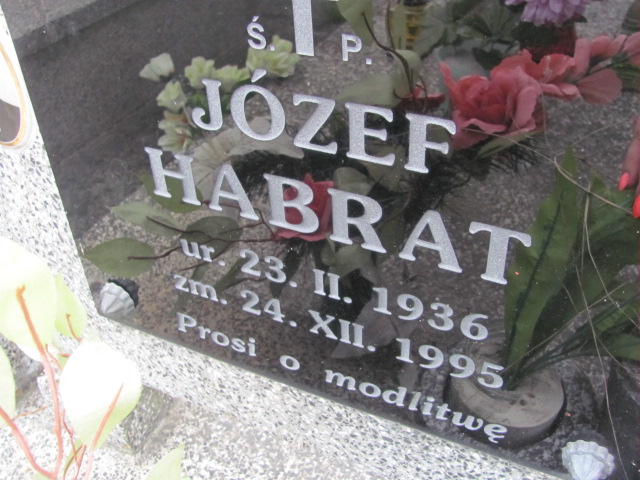 Ś. P.
JÓZEF
HABRAT
ur. 23. II. 1936
zm. 24. XII. 1995
Prosi o modlitwę